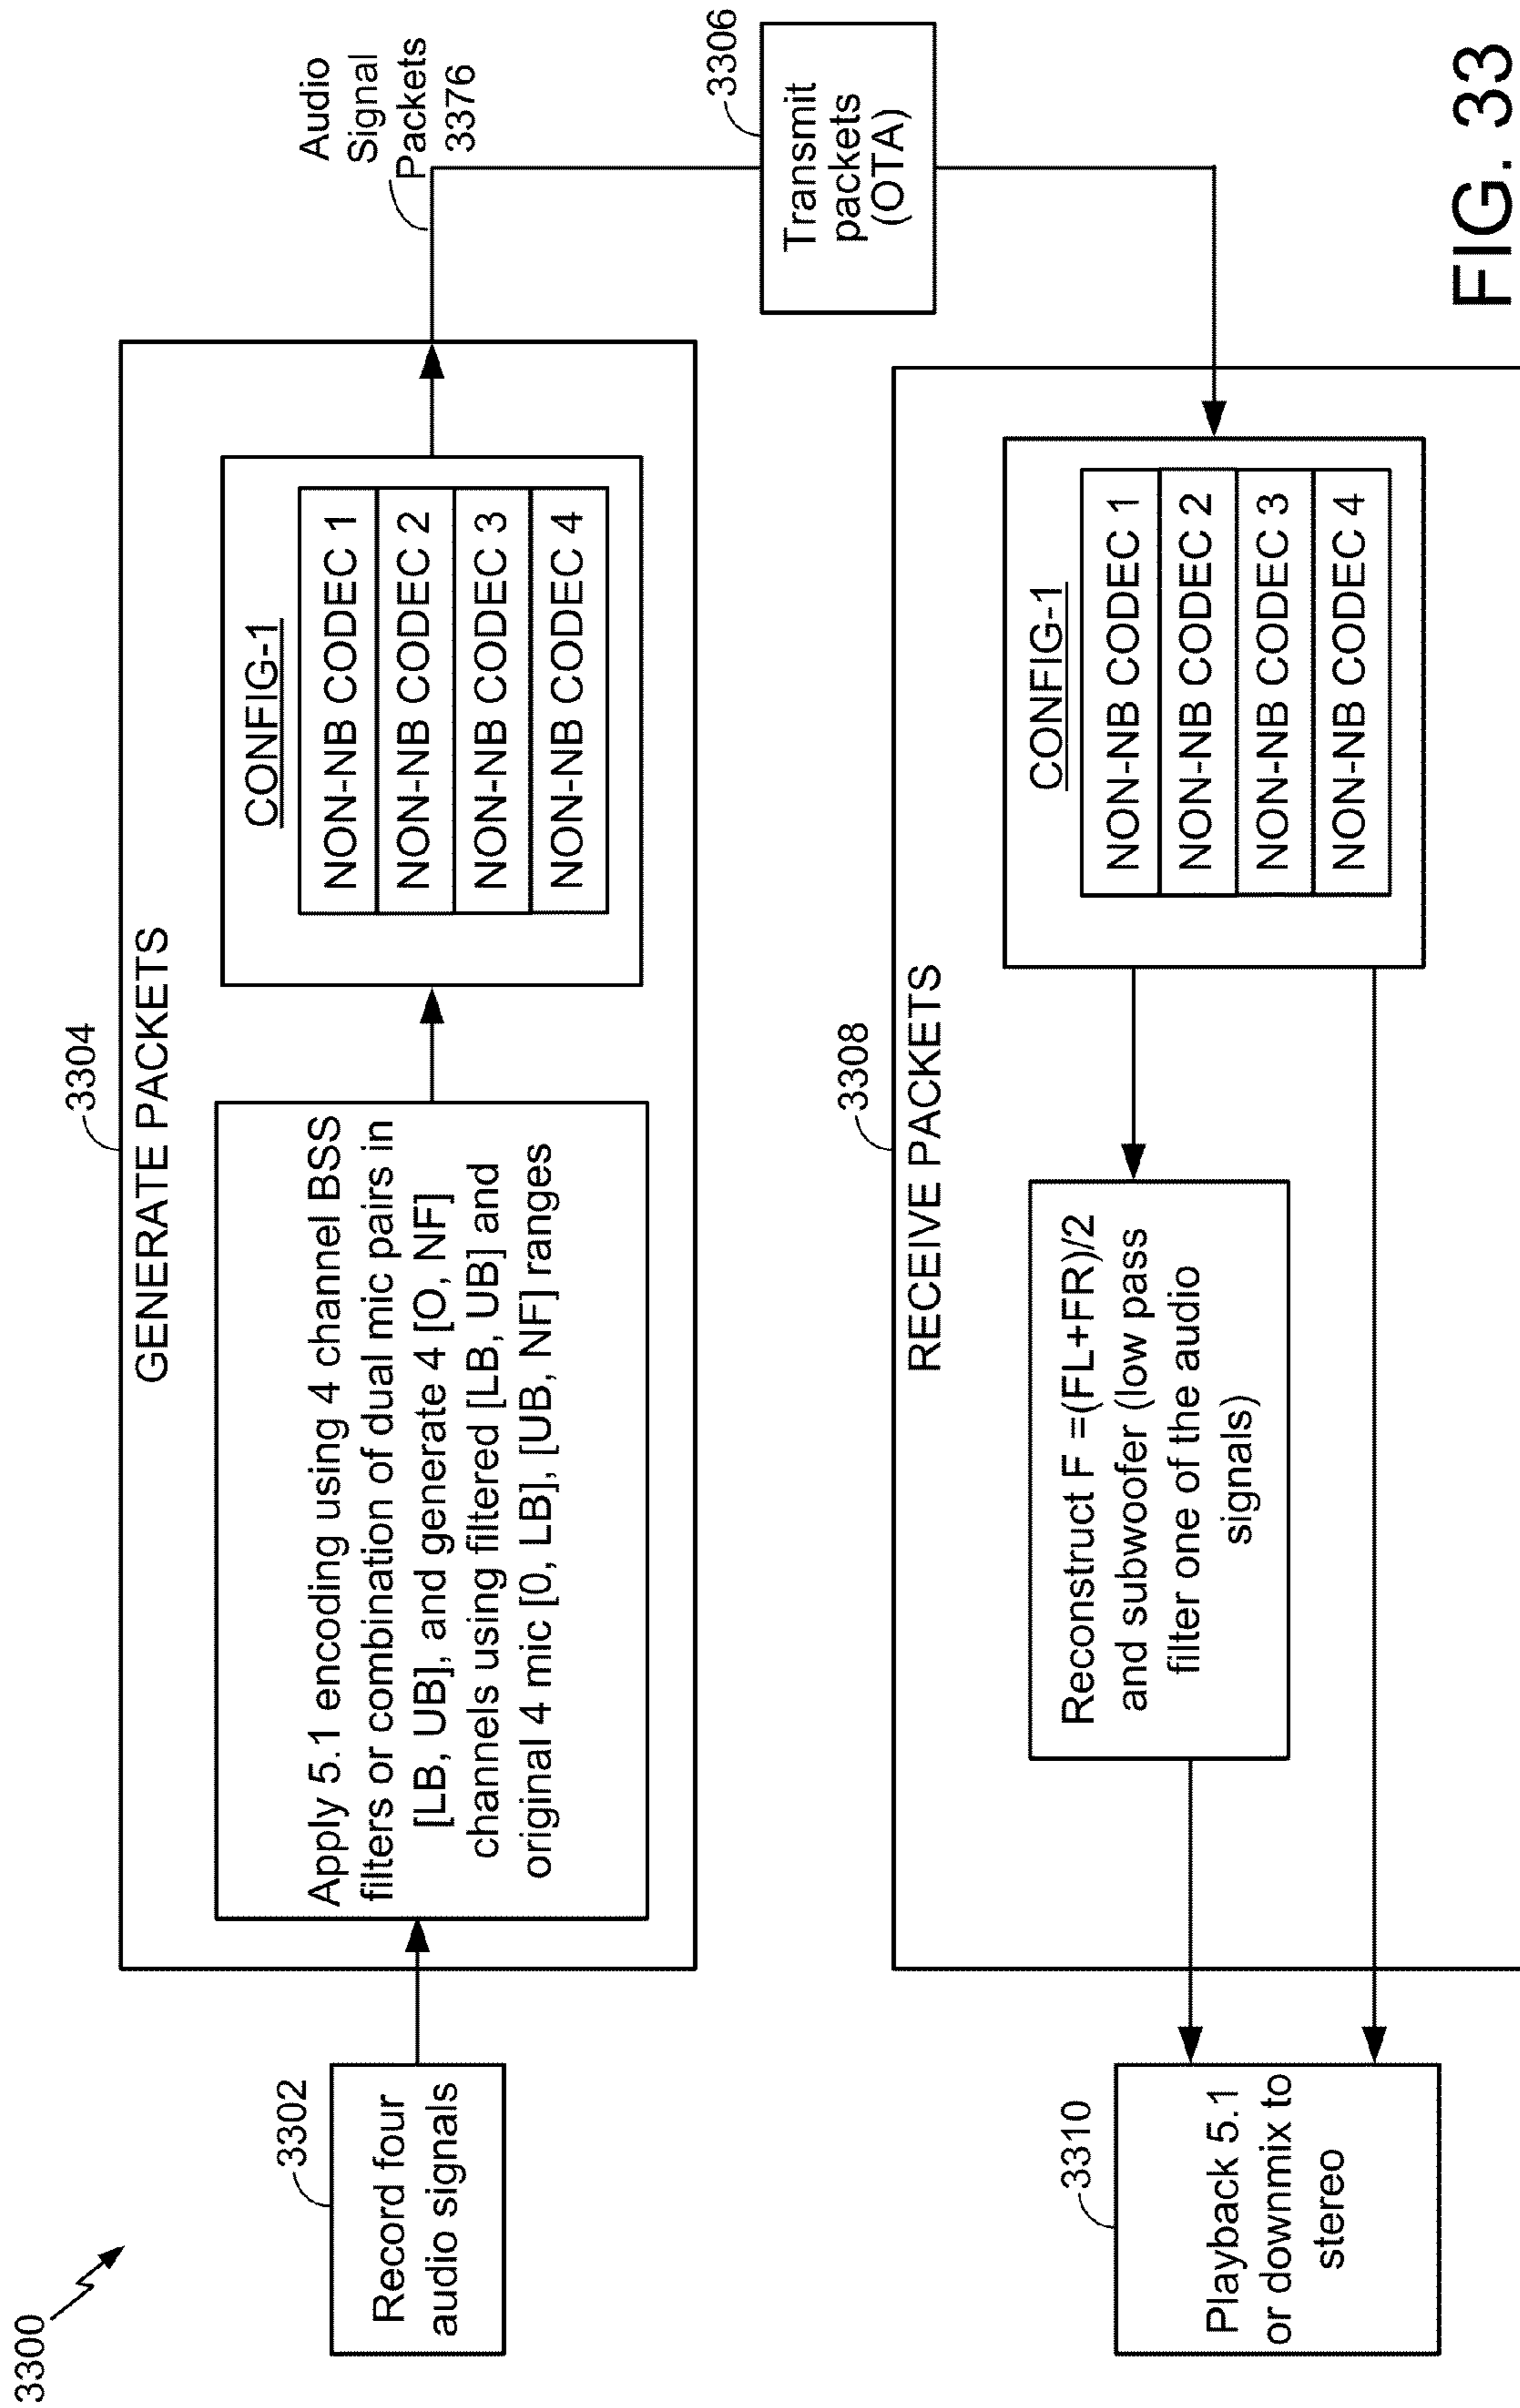 3300
3302
Record four
audio signals
3304
GENERATE PACKETS
Apply 5.1 encoding using 4 channel BSS
filters or combination of dual mic pairs in
[LB, UB], and generate 4 [O, NF]
channels using filtered [LB, UB] and
original 4 mic [0, LB], [UB, NF] ranges
CONFIG-1
NON-NB CODEC 1
NON-NB CODEC 2
NON-NB CODEC 3
NON-NB CODEC 4
Audio
Signal
Packets
3376
3306
Transmit
packets
(OTA)
3308
RECEIVE PACKETS
CONFIG-1
NON-NB CODEC 1
NON-NB CODEC 2
NON-NB CODEC 3
NON-NB CODEC 4
Reconstruct F =(FL+FR)/2
and subwoofer (low pass
filter one of the audio
signals)
3310
Playback 5.1
or downmix to
stereo
FIG. 33